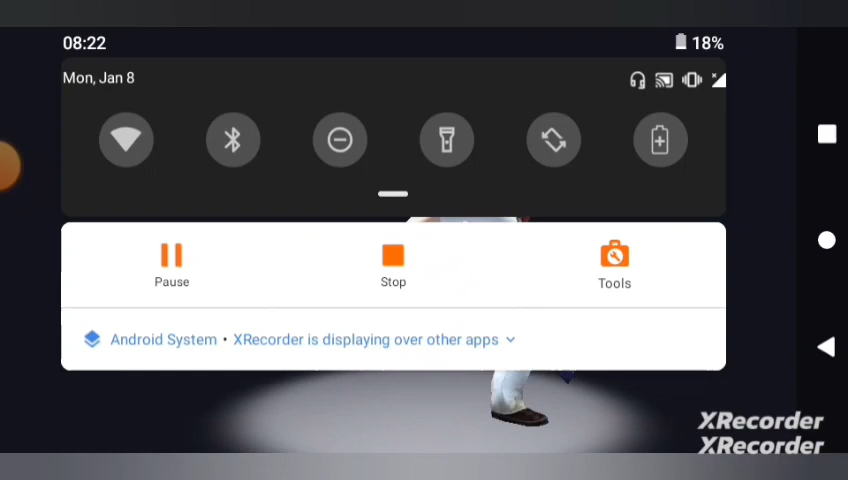 08:22
18%
Mon, Jan 8
Pause
Stop
Tools
Android System • XRecorder is displaying over other apps
XRecorder
XRecorder